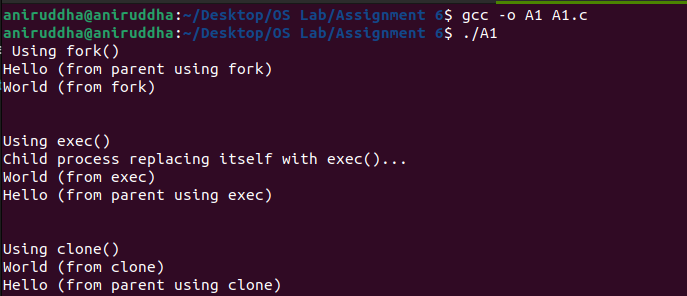 aniruddha@aniruddha:~/Desktop/OS Lab/Assignment 6$ gcc -o A1 A1.c
aniruddha@aniruddha:~/Desktop/OS Lab/Assignment 6$ ./A1
Using fork()
Hello (from parent using fork)
World (from fork)
Using exec()
Child process replacing itself with exec()...
World (from exec)
Hello (from parent using exec)
Using clone()
World (from clone)
Hello (from parent using clone)